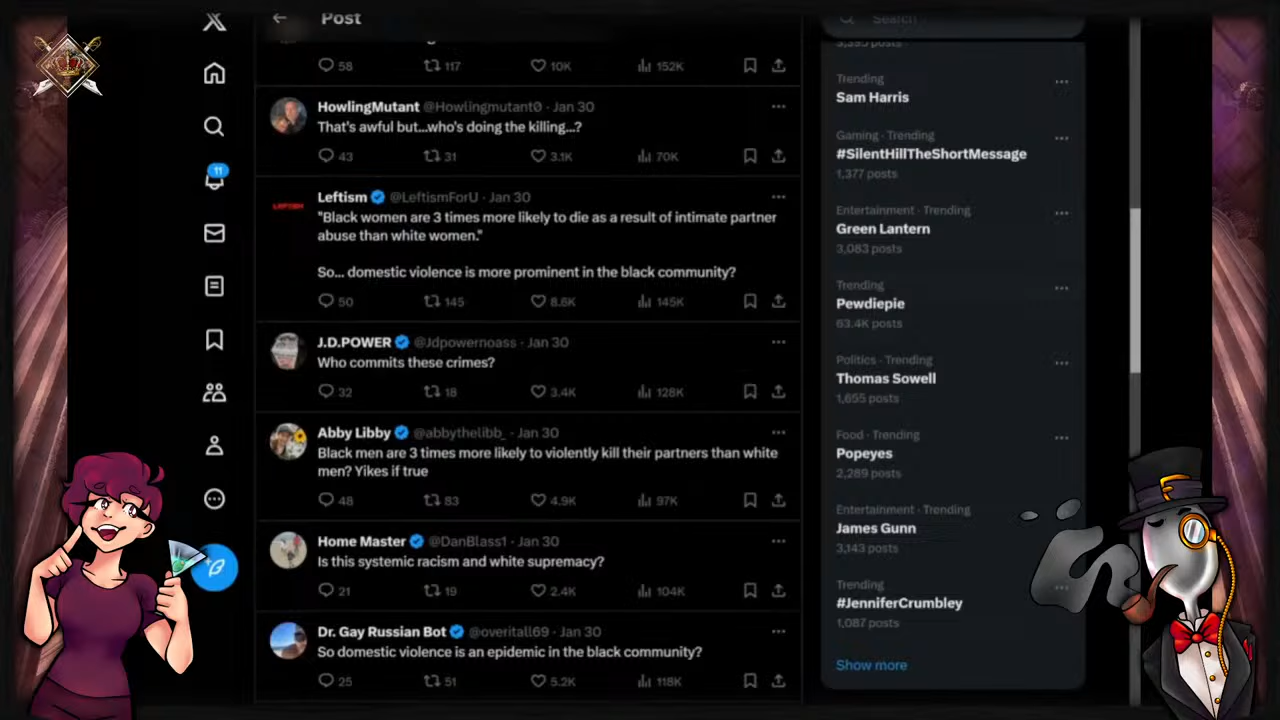 Post
Search
58 117 10K 152K
3,395 posts
HowlingMutant @Howlingmutant0 · Jan 30
That's awful but...who's doing the killing...?
43 31 3.1K 70K
LEFTISM
Leftism @LeftismForU · Jan 30
"Black women are 3 times more likely to die as a result of intimate partner
abuse than white women."
So... domestic violence is more prominent in the black community?
50 145 8.6K 145K
J.D.POWER @Jdpowernoass · Jan 30
Who commits these crimes?
32 18 3.4K 128K
Abby Libby @abbythelibb_ · Jan 30
Black men are 3 times more likely to violently kill their partners than white
men? Yikes if true
48 83 4.9K 97K
Home Master @DanBlass1 · Jan 30
Is this systemic racism and white supremacy?
21 19 2.4K 104K
Dr. Gay Russian Bot @overitall69 · Jan 30
So domestic violence is an epidemic in the black community?
25 51 5.2K 118K
11
Trending
Sam Harris
Gaming · Trending
#SilentHillTheShortMessage
1,377 posts
Entertainment · Trending
Green Lantern
3,083 posts
Trending
Pewdiepie
63.4K posts
Politics · Trending
Thomas Sowell
1,655 posts
Food · Trending
Popeyes
2,289 posts
Entertainment · Trending
James Gunn
3,143 posts
Trending
#JenniferCrumbley
1,087 posts
Show more